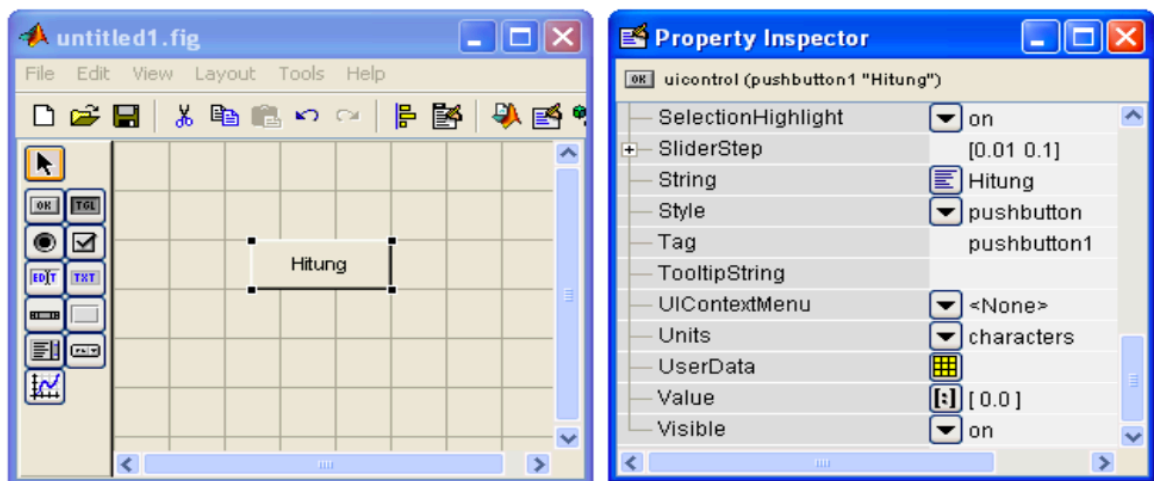 untitled1.fig
File Edit View Layout Tools Help
OK TGL
EDIT TXT
Hitung
Property Inspector
OK uicontrol (pushbutton1 "Hitung")
SelectionHighlight on
SliderStep [0.01 0.1]
String Hitung
Style pushbutton
Tag pushbutton1
TooltipString
UIContextMenu <None>
Units characters
UserData
Value [:] [ 0.0 ]
Visible on